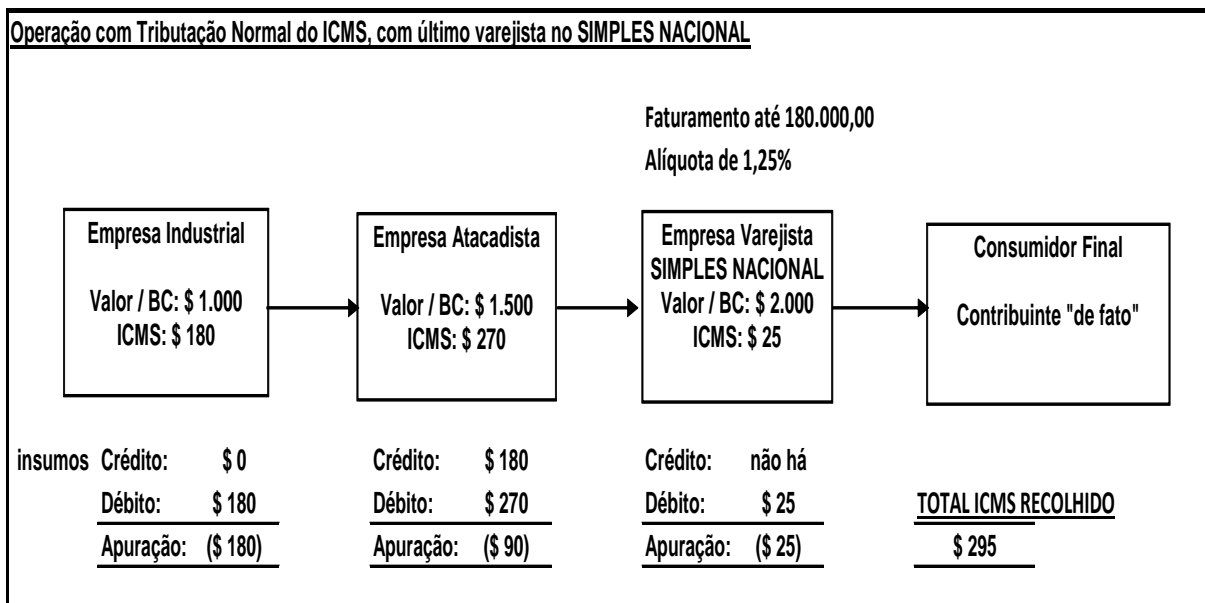 Operação com Tributação Normal do ICMS, com último varejista no SIMPLES NACIONAL
Faturamento até 180.000,00
Alíquota de 1,25%
Empresa Industrial
Valor / BC: $ 1.000
ICMS: $ 180
Empresa Atacadista
Valor / BC: $ 1.500
ICMS: $ 270
Empresa Varejista
SIMPLES NACIONAL
Valor / BC: $ 2.000
ICMS: $ 25
Consumidor Final
Contribuinte "de fato"
insumos Crédito: $ 0
Débito: $ 180
Apuração: ($ 180)
Crédito: $ 180
Débito: $ 270
Apuração: ($ 90)
Crédito: não há
Débito: $ 25
Apuração: ($ 25)
TOTAL ICMS RECOLHIDO
$ 295